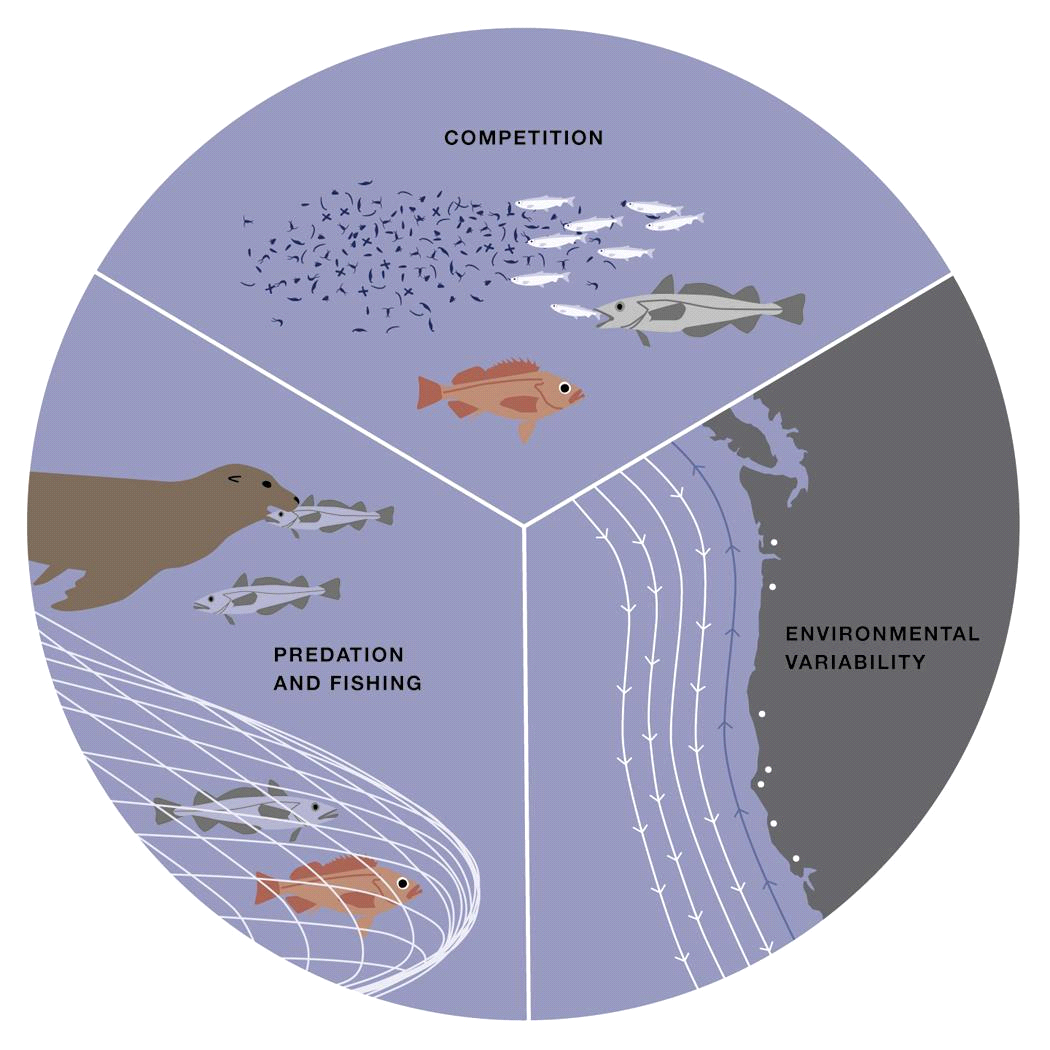 COMPETITION
PREDATION
AND FISHING
ENVIRONMENTAL
VARIABILITY